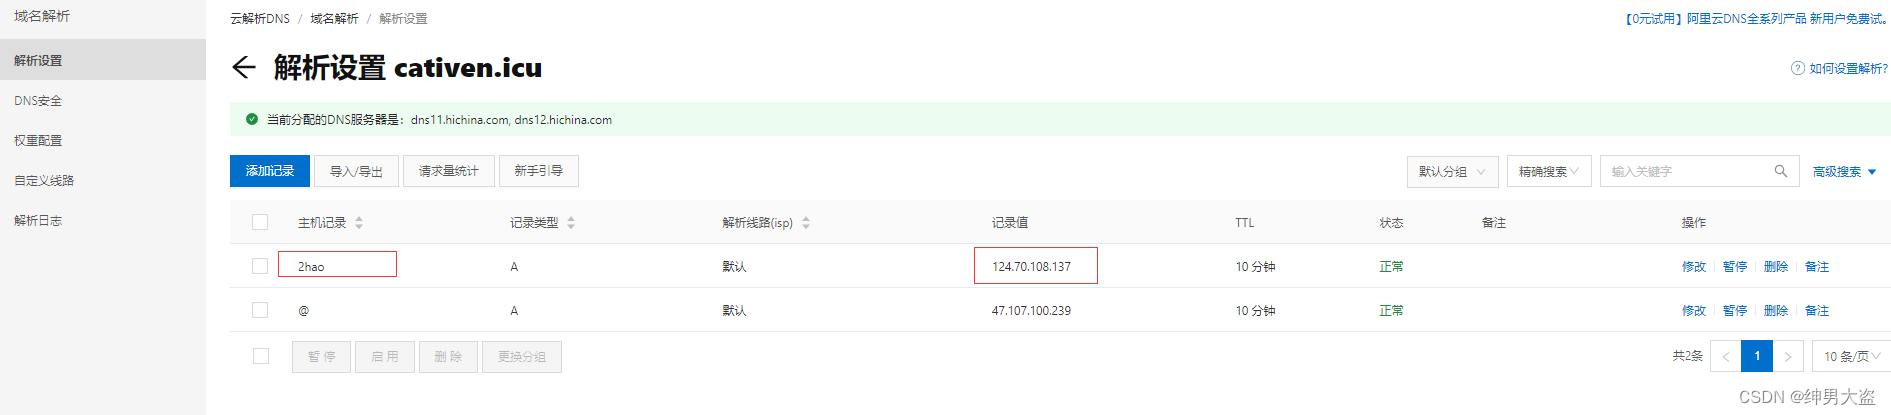 域名解析
解析设置
DNS安全
权重配置
自定义线路
解析日志
云解析DNS / 域名解析 / 解析设置
【0元试用】阿里云DNS全系列产品 新用户免费试。
解析设置 cativen.icu
如何设置解析?
当前分配的DNS服务器是：dns11.hichina.com, dns12.hichina.com
添加记录 导入/导出 请求量统计 新手引导 默认分组 精确搜索 输入关键字 高级搜索
主机记录 记录类型 解析线路(isp) 记录值 TTL 状态 备注 操作
2hao A 默认 124.70.108.137 10 分钟 正常 修改 暂停 删除 备注
@ A 默认 47.107.100.239 10 分钟 正常 修改 暂停 删除 备注
暂 停 启 用 删 除 更换分组 共2条 < 1 > 10 条/页
CSDN @绅男大盗